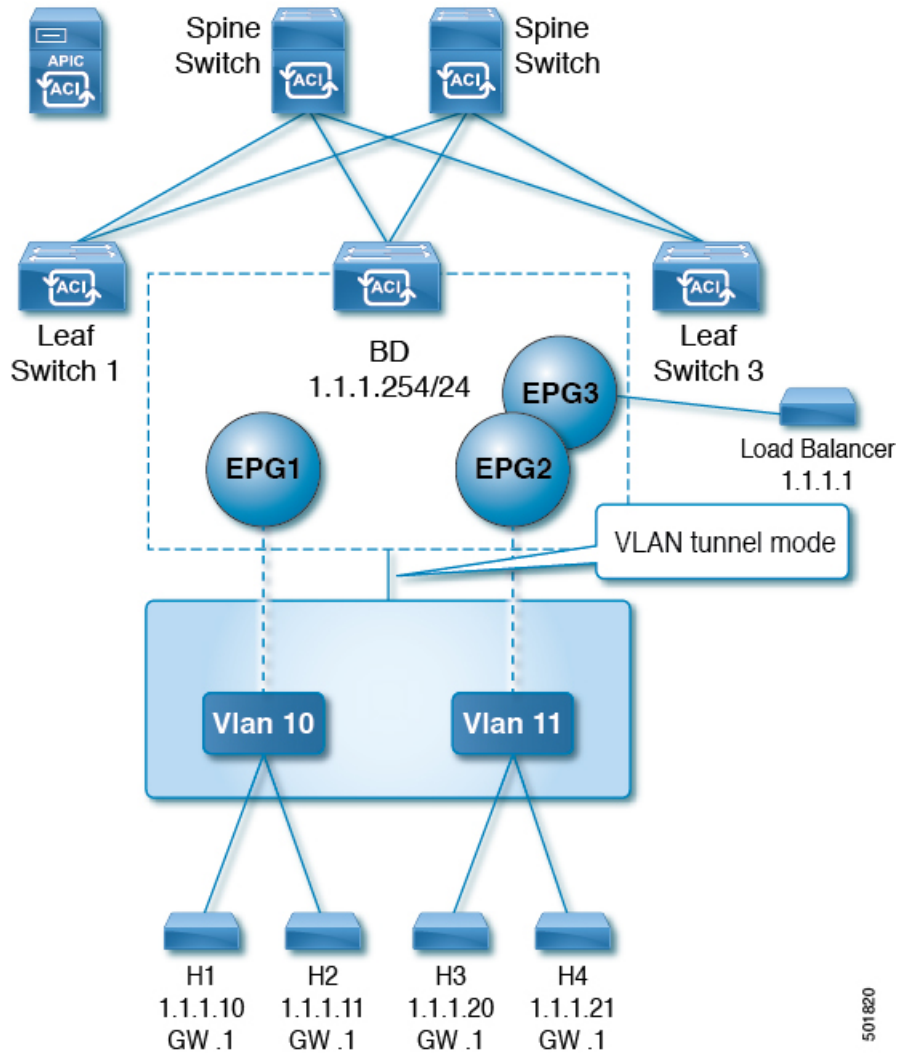 Spine
Switch
Spine
Switch
APIC
ACI
ACI
ACI
ACI
ACI
ACI
Leaf
Switch 1
BD
1.1.1.254/24
Leaf
Switch 3
EPG3
EPG1
EPG2
Load Balancer
1.1.1.1
VLAN tunnel mode
Vlan 10
Vlan 11
H1
1.1.1.10
GW .1
H2
1.1.1.11
GW .1
H3
1.1.1.20
GW .1
H4
1.1.1.21
GW .1
501820